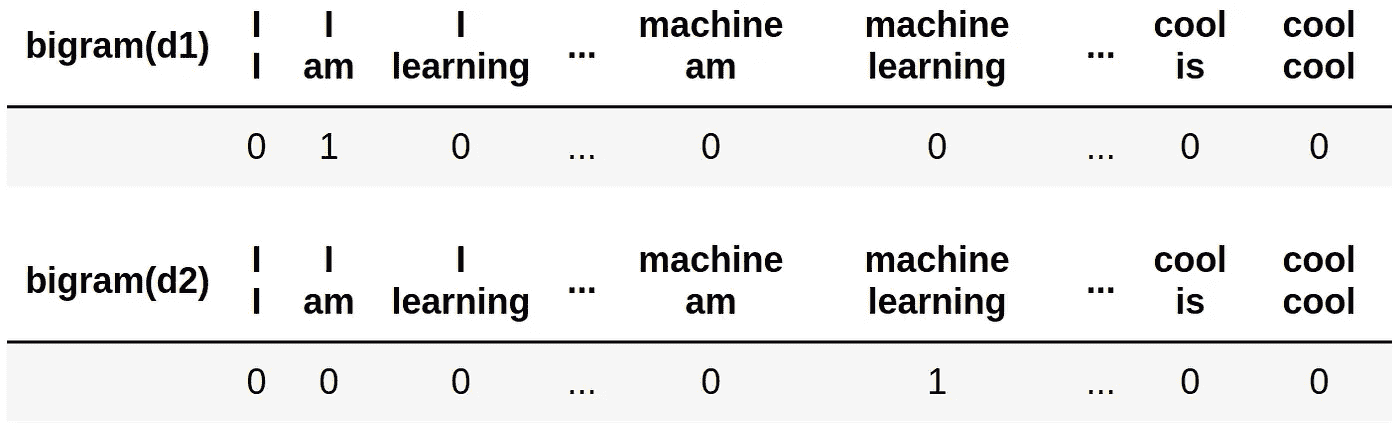 bigram(d1) I I I ... machine machine ... cool cool
I am learning am learning is cool
0 1 0 ... 0 0 ... 0 0
bigram(d2) I I I ... machine machine ... cool cool
I am learning am learning is cool
0 0 0 ... 0 1 ... 0 0